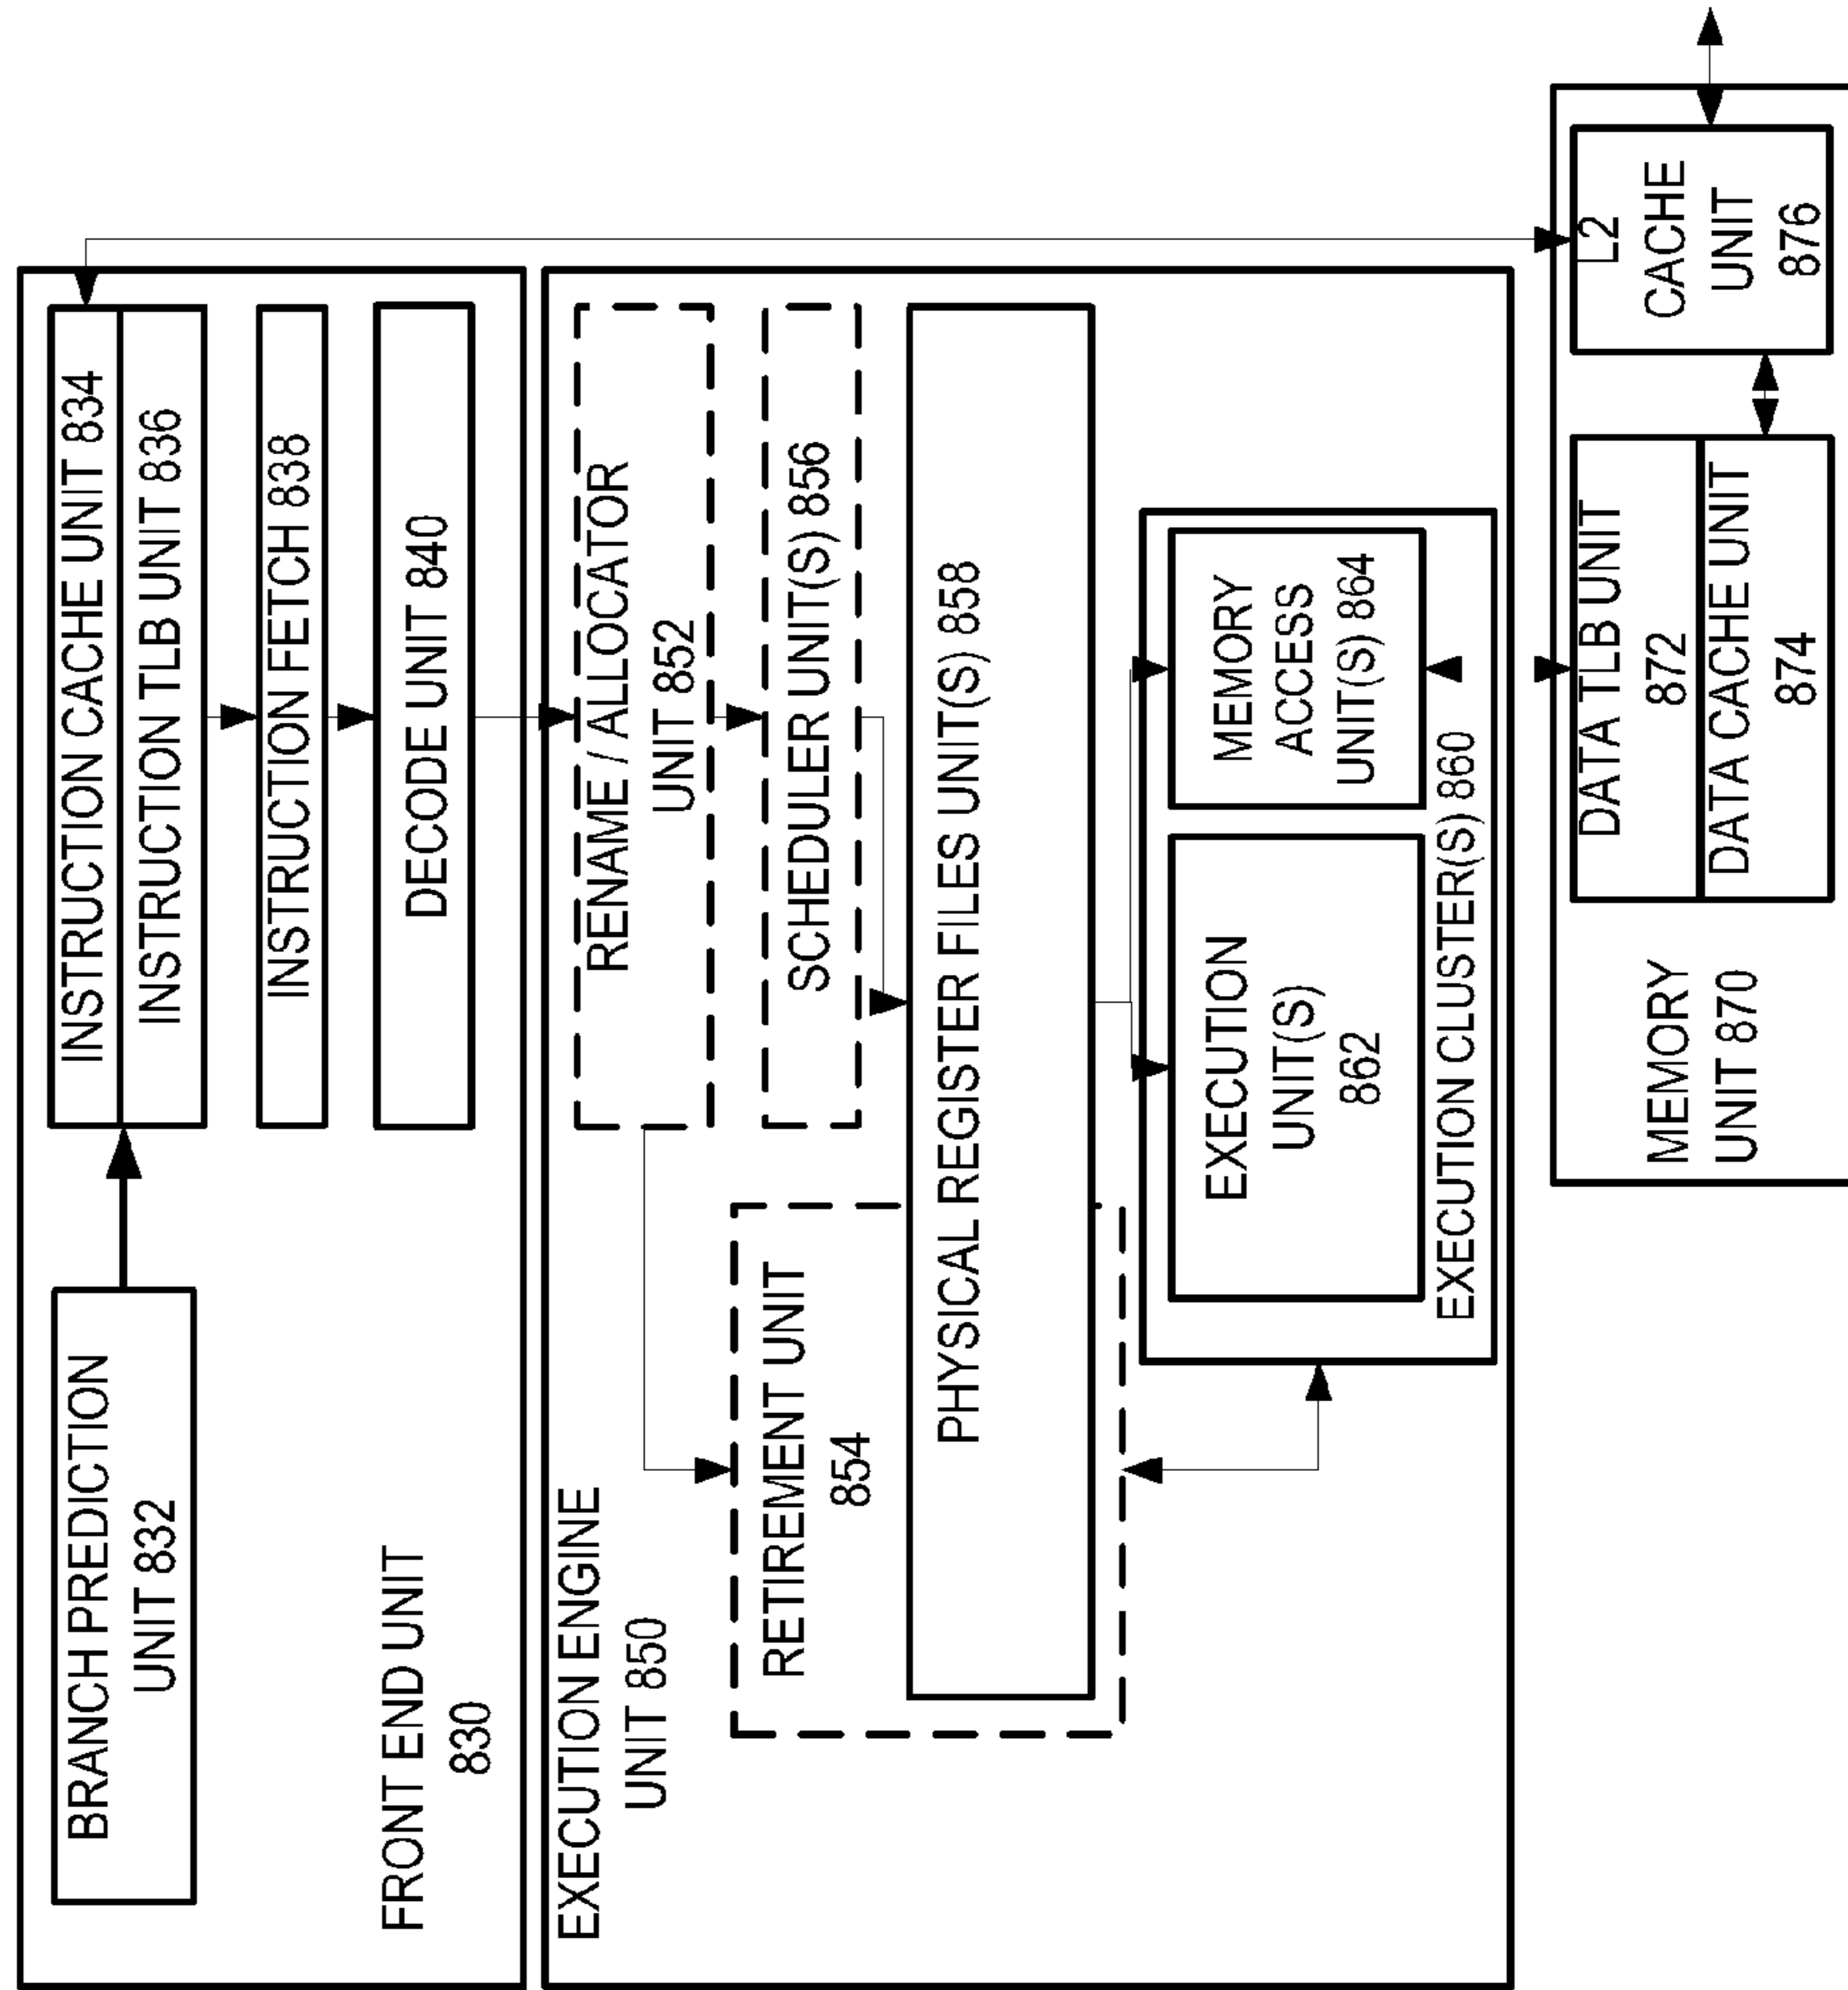 BRANCH PREDICTION
UNIT 832
INSTRUCTION CACHE UNIT 834
INSTRUCTION TLB UNIT 836
INSTRUCTION FETCH 838
DECODE UNIT 840
FRONT END UNIT
830
EXECUTION ENGINE
UNIT 850
RENAME / ALLOCATOR
UNIT 852
RETIREMENT UNIT
854
SCHEDULER UNIT(S) 856
PHYSICAL REGISTER FILES UNIT(S) 858
EXECUTION
UNIT(S)
862
MEMORY
ACCESS
UNIT(S) 864
EXECUTION CLUSTER(S) 860
MEMORY
UNIT 870
DATA TLB UNIT
872
DATA CACHE UNIT
874
L2
CACHE
UNIT
876